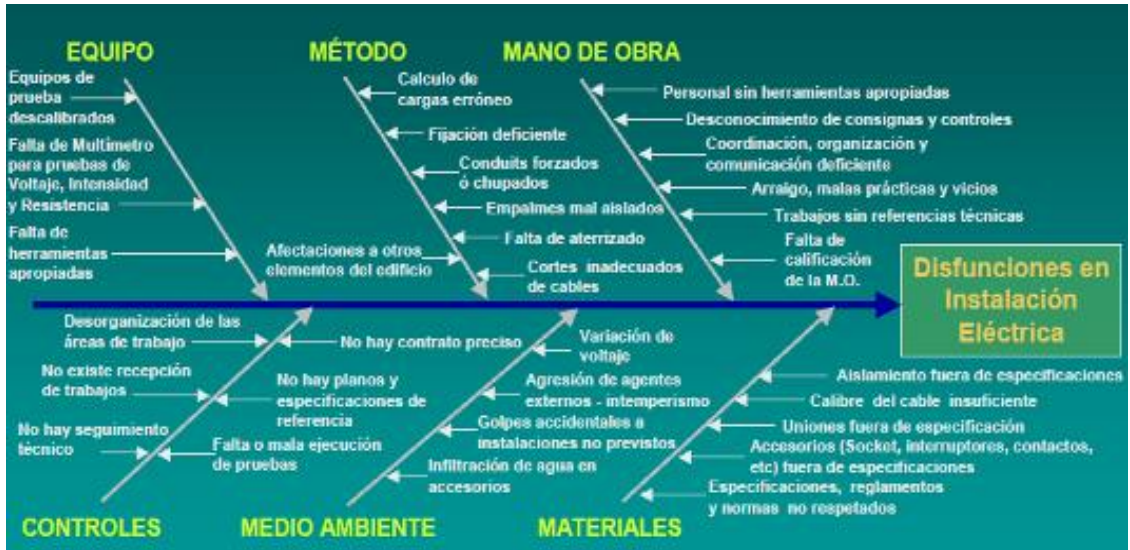 EQUIPO
Equipos de
prueba
descalibrados
Falta de Multimetro
para pruebas de
Voltaje, Intensidad
y Resistencia
Falta de
herramientas
apropiadas
MÉTODO
Calculo de
cargas erróneo
Fijación deficiente
Conduits forzados
ó chupados
Empalmes mal aislados
Falta de aterrizado
Cortes inadecuados
de cables
Afectaciones a otros
elementos del edificio
MANO DE OBRA
Personal sin herramientas apropiadas
Desconocimiento de consignas y controles
Coordinación, organización y
comunicación deficiente
Arraigo, malas prácticas y vicios
Trabajos sin referencias técnicas
Falta de
calificación
de la M.O.
Disfunciones en
Instalación
Eléctrica
Desorganización de las
áreas de trabajo
No existe recepción
de trabajos
No hay seguimiento
técnico
No hay contrato preciso
No hay planos y
especificaciones de
referencia
Falta o mala ejecución
de pruebas
CONTROLES
Variación de
voltaje
Agresión de agentes
externos - intemperismo
Golpes accidentales a
instalaciones no previstos
Infiltración de agua en
accesorios
MEDIO AMBIENTE
Aislamiento fuera de especificaciones
Calibre del cable insuficiente
Uniones fuera de especificación
Accesorios (Socket, interruptores, contactos,
etc) fuera de especificaciones
Especificaciones, reglamentos
y normas no respetados
MATERIALES